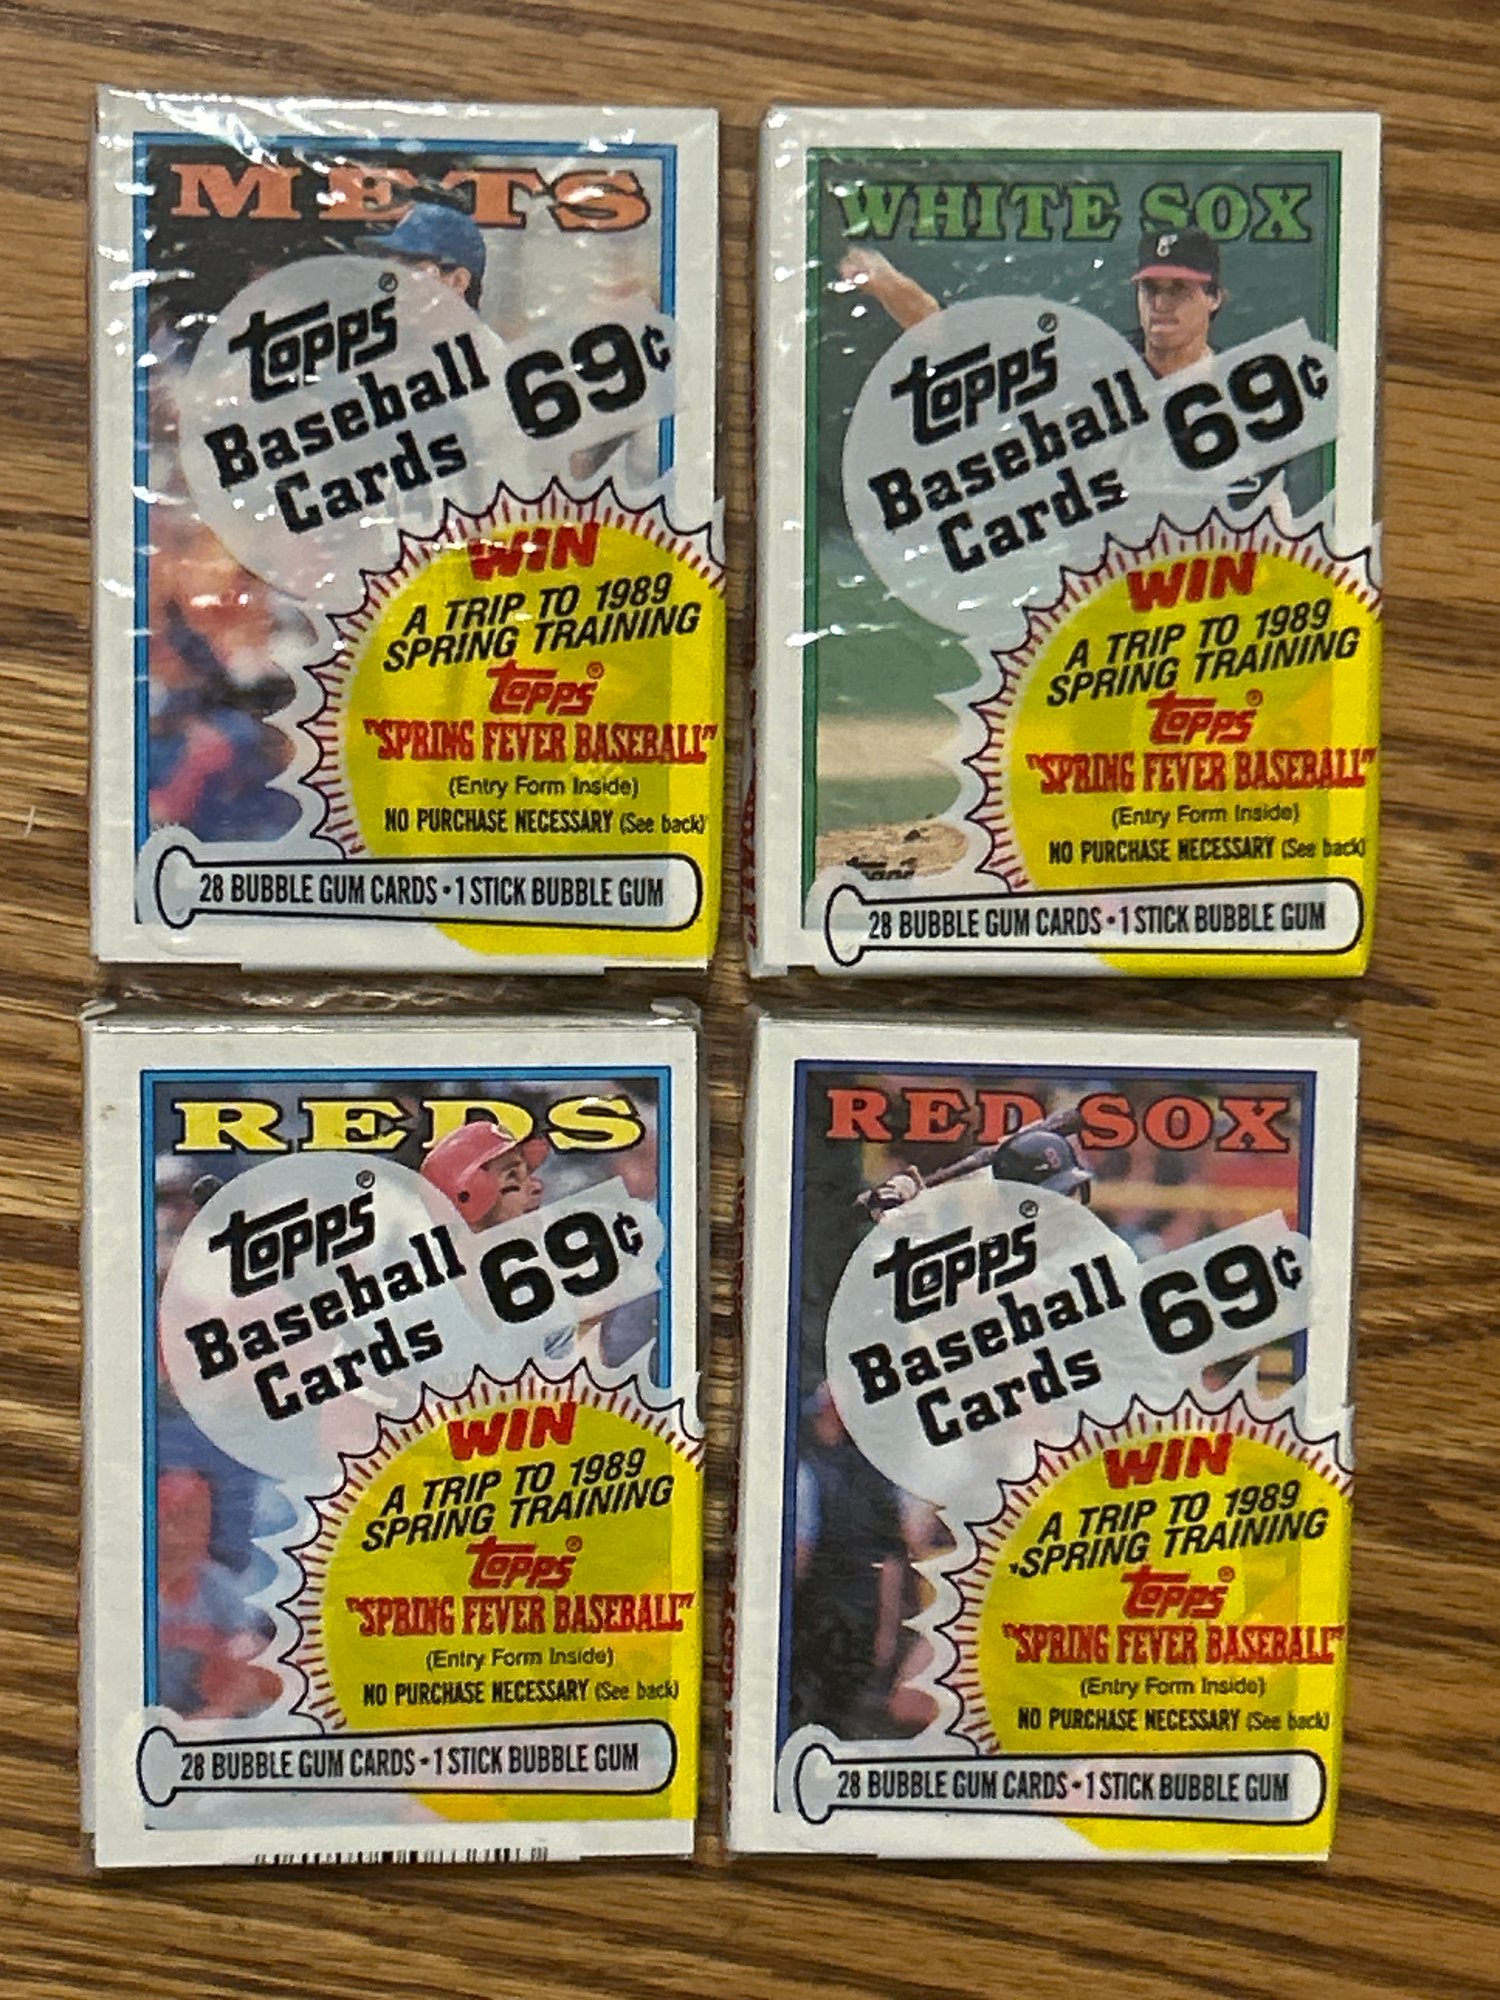 METS
Topps®
Baseball
Cards
69¢
WIN
A TRIP TO 1989
SPRING TRAINING
Topps®
"SPRING FEVER BASEBALL"
(Entry Form Inside)
NO PURCHASE NECESSARY (See back)
28 BUBBLE GUM CARDS • 1 STICK BUBBLE GUM
WHITE SOX
Topps®
Baseball
Cards
69¢
WIN
A TRIP TO 1989
SPRING TRAINING
Topps®
"SPRING FEVER BASEBALL"
(Entry Form Inside)
NO PURCHASE NECESSARY (See back)
28 BUBBLE GUM CARDS • 1 STICK BUBBLE GUM
REDS
Topps®
Baseball
Cards
69¢
WIN
A TRIP TO 1989
SPRING TRAINING
Topps®
"SPRING FEVER BASEBALL"
(Entry Form Inside)
NO PURCHASE NECESSARY (See back)
28 BUBBLE GUM CARDS • 1 STICK BUBBLE GUM
RED SOX
Topps®
Baseball
Cards
69¢
WIN
A TRIP TO 1989
SPRING TRAINING
Topps®
"SPRING FEVER BASEBALL"
(Entry Form Inside)
NO PURCHASE NECESSARY (See back)
28 BUBBLE GUM CARDS • 1 STICK BUBBLE GUM